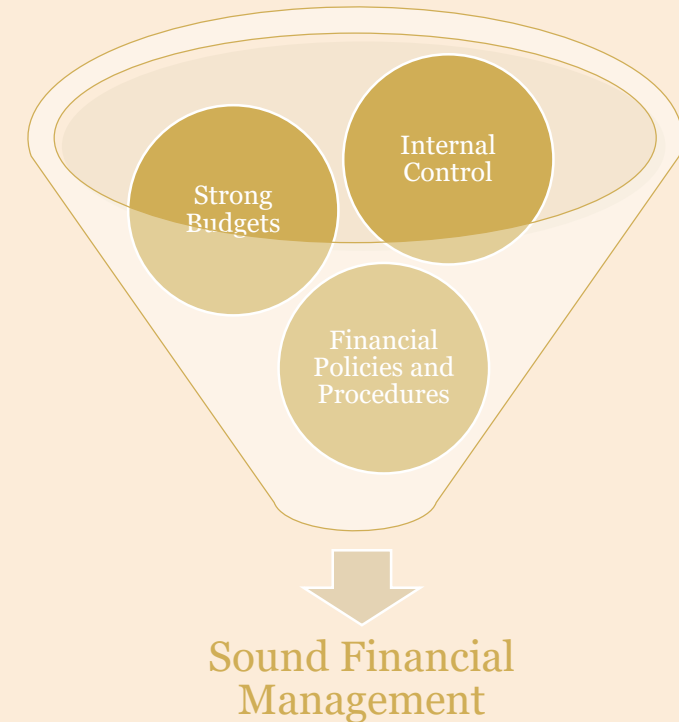 Internal
Control
Strong
Budgets
Financial
Policies and
Procedures
Sound Financial
Management